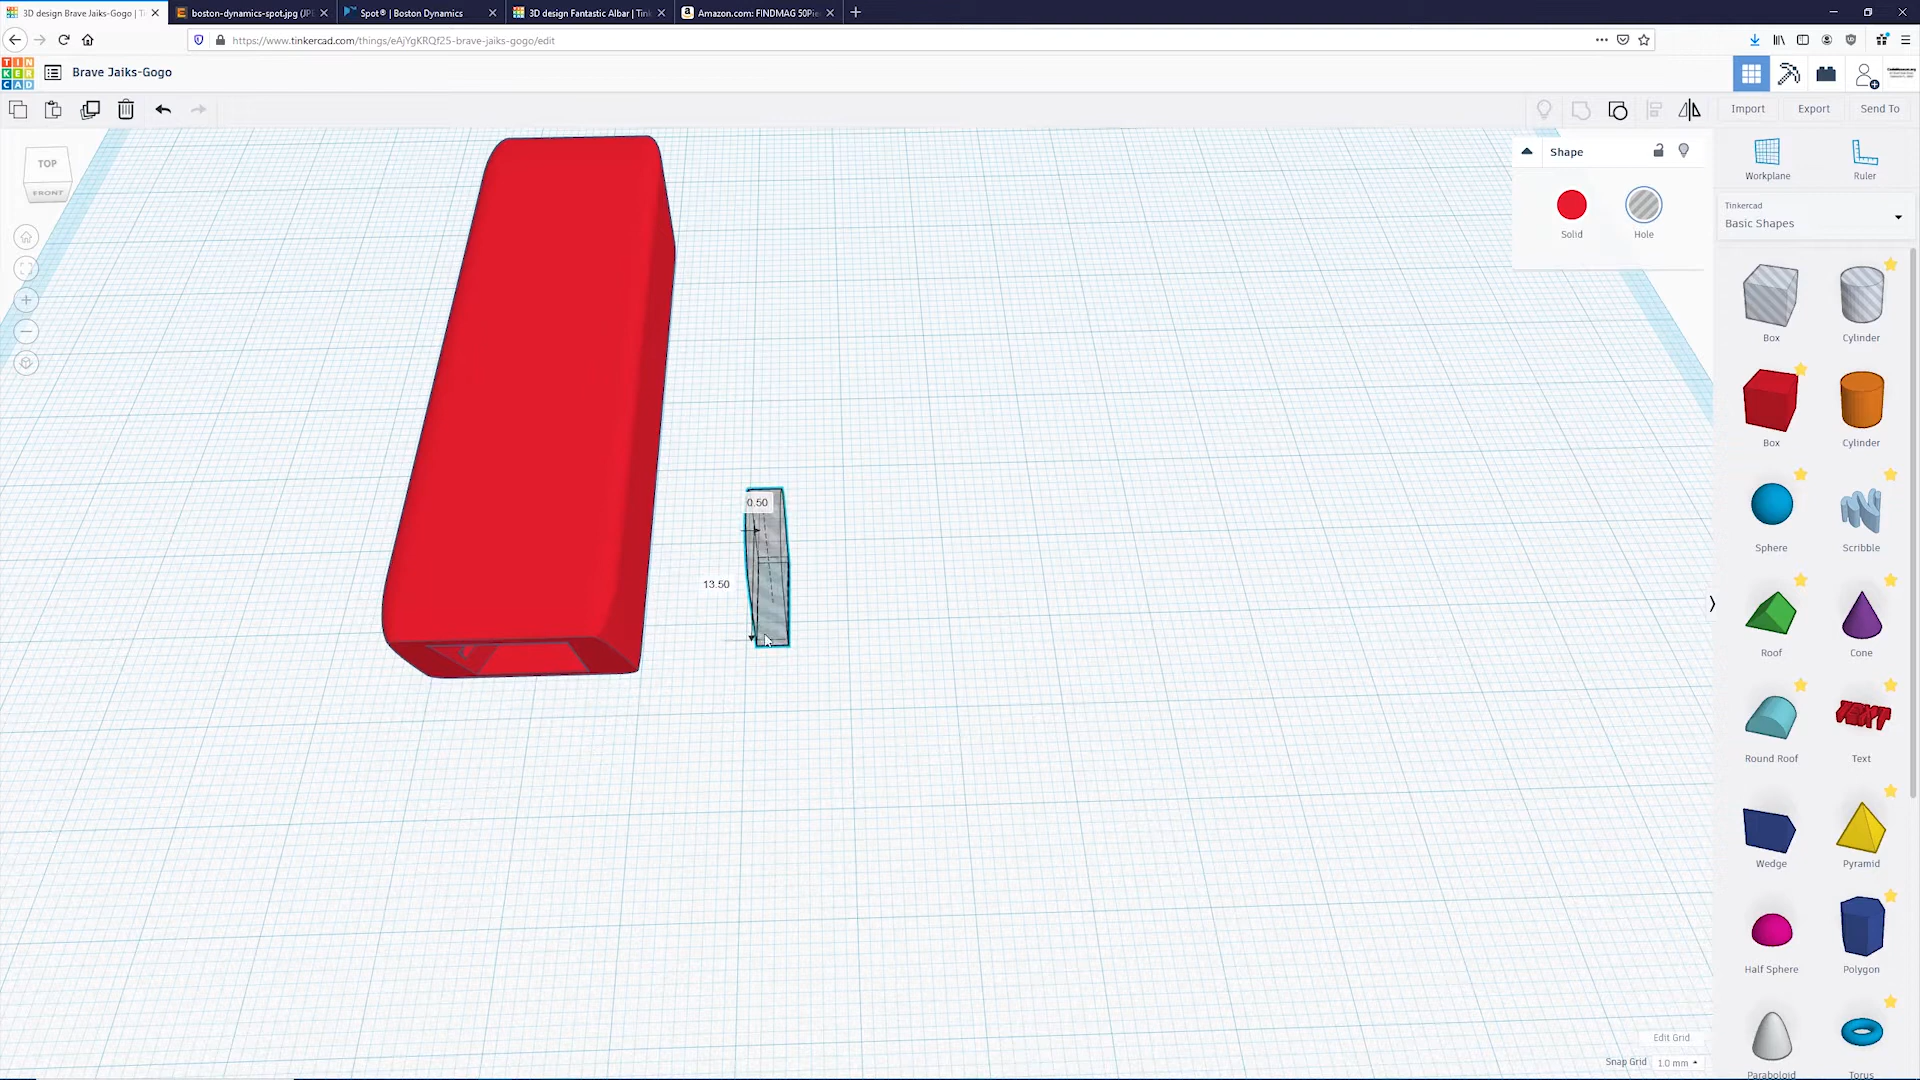 3D design Brave Jaiks-Gogo | Ti
boston-dynamics-spot.jpg (JPE
Spot® | Boston Dynamics
3D design Fantastic Albar | Tin
Amazon.com: FINDMAG 50Pie
https://www.tinkercad.com/things/eAjYgKRQf25-brave-jaiks-gogo/edit
TIN
KER
CAD
Brave Jaiks-Gogo
Import
Export
Send To
TOP
FRONT
Shape
Solid
Hole
Workplane
Ruler
Tinkercad
Basic Shapes
Box
Cylinder
Box
Cylinder
Sphere
Scribble
Roof
Cone
TEXT
Round Roof
Text
Wedge
Pyramid
Half Sphere
Polygon
Paraboloid
Torus
0.50
13.50
Edit Grid
Snap Grid
1.0 mm